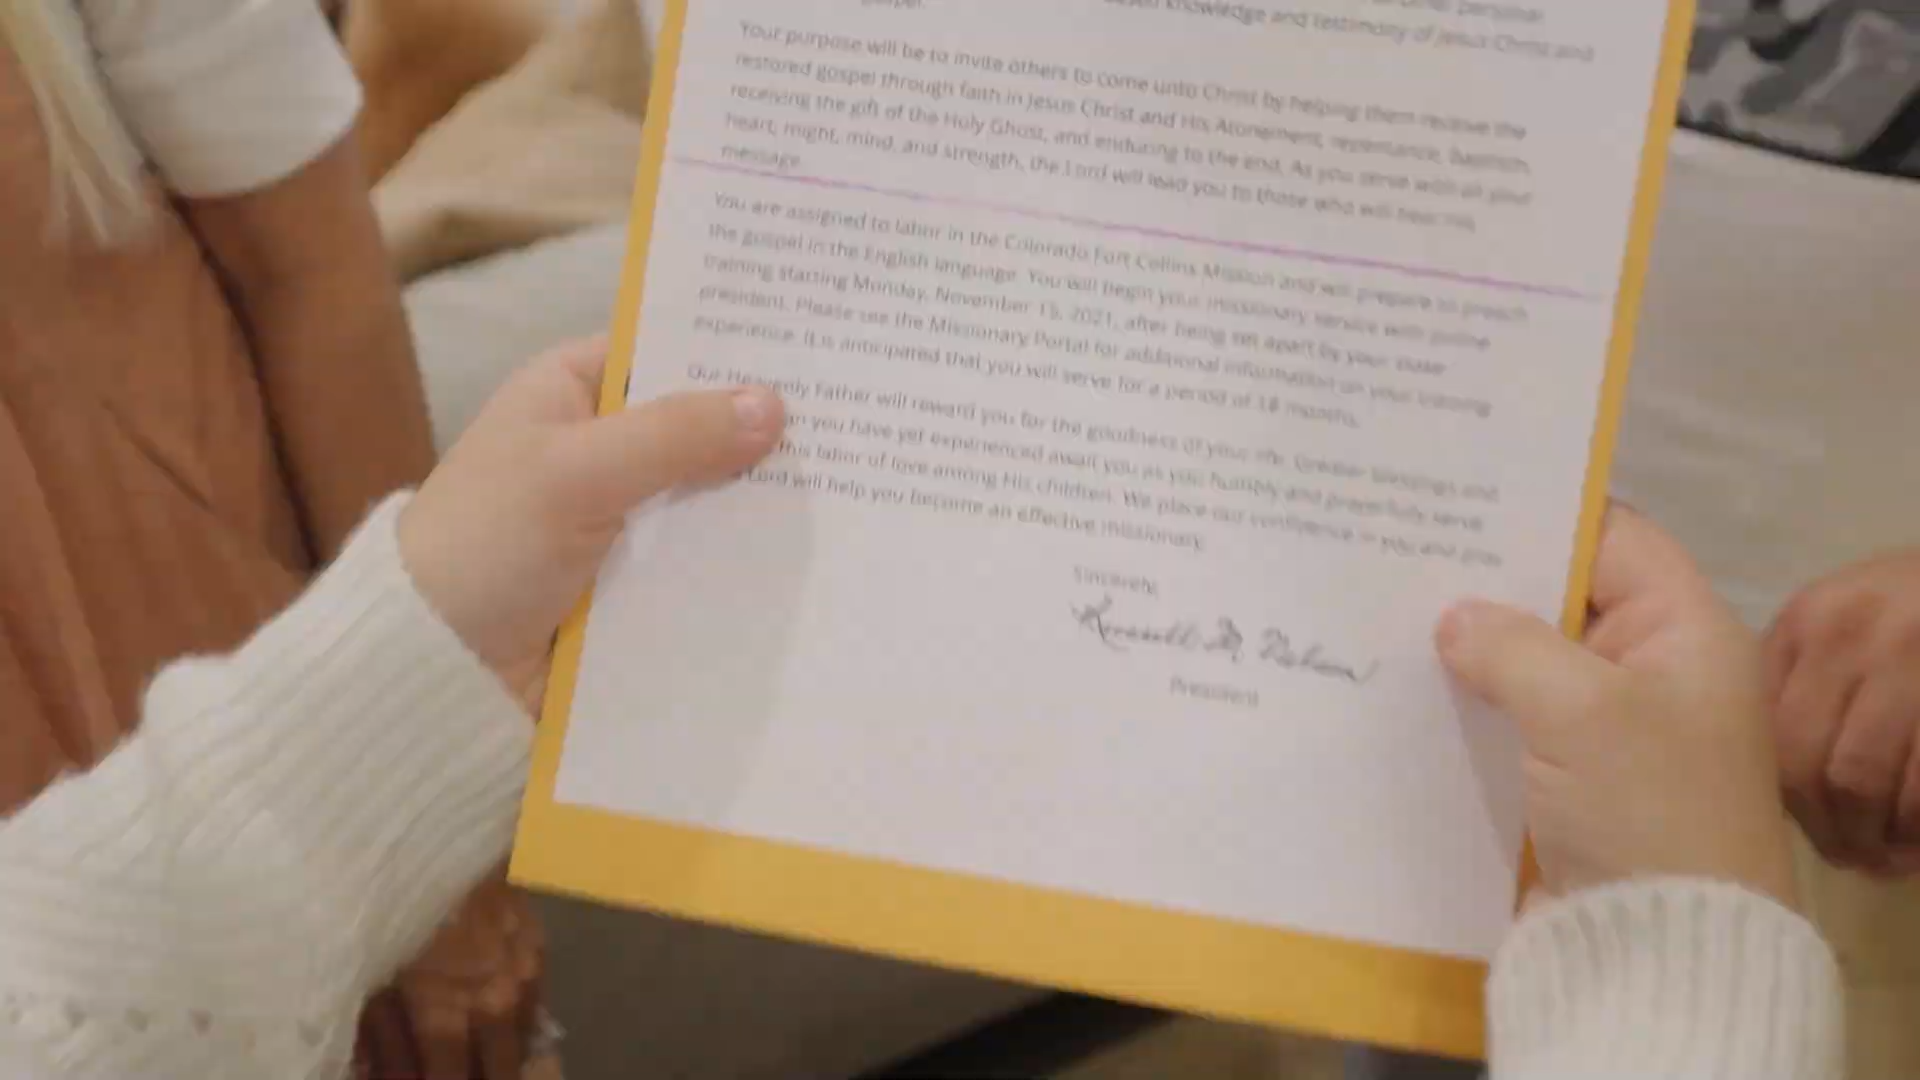 personal
knowledge and testimony of Jesus Christ and
gospel.
Your purpose will be to invite others to come unto Christ by helping them receive the
restored gospel through faith in Jesus Christ and His Atonement, repentance, baptism,
receiving the gift of the Holy Ghost, and enduring to the end. As you serve with all your
heart, might, mind, and strength, the Lord will lead you to those who will hear His
message.
You are assigned to labor in the Colorado Fort Collins Mission and will prepare to preach
the gospel in the English language. You will begin your missionary service with online
training starting Monday, November 15, 2021, after being set apart by your stake
president. Please see the Missionary Portal for additional information on your training
experience. It is anticipated that you will serve for a period of 18 months.
Our Heavenly Father will reward you for the goodness of your life. Greater blessings and
you have yet experienced await you as you humbly and prayerfully serve
this labor of love among His children. We place our confidence in you and pray
Lord will help you become an effective missionary.
Sincerely,
Russell M. Nelson
President